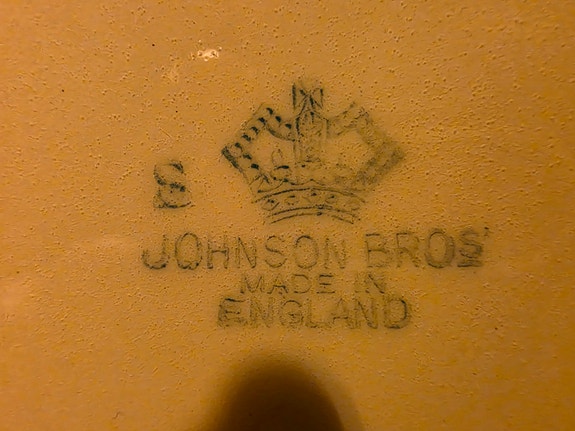 S
JOHNSON BROS
MADE IN
ENGLAND